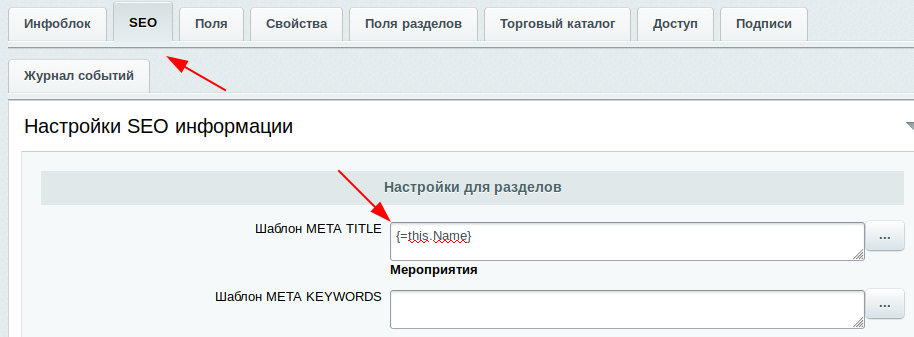 Инфоблок SEO Поля Свойства Поля разделов Торговый каталог Доступ Подписи
Журнал событий
Настройки SEO информации
Настройки для разделов
Шаблон META TITLE {=this.Name} ...
Мероприятия
Шаблон META KEYWORDS ...